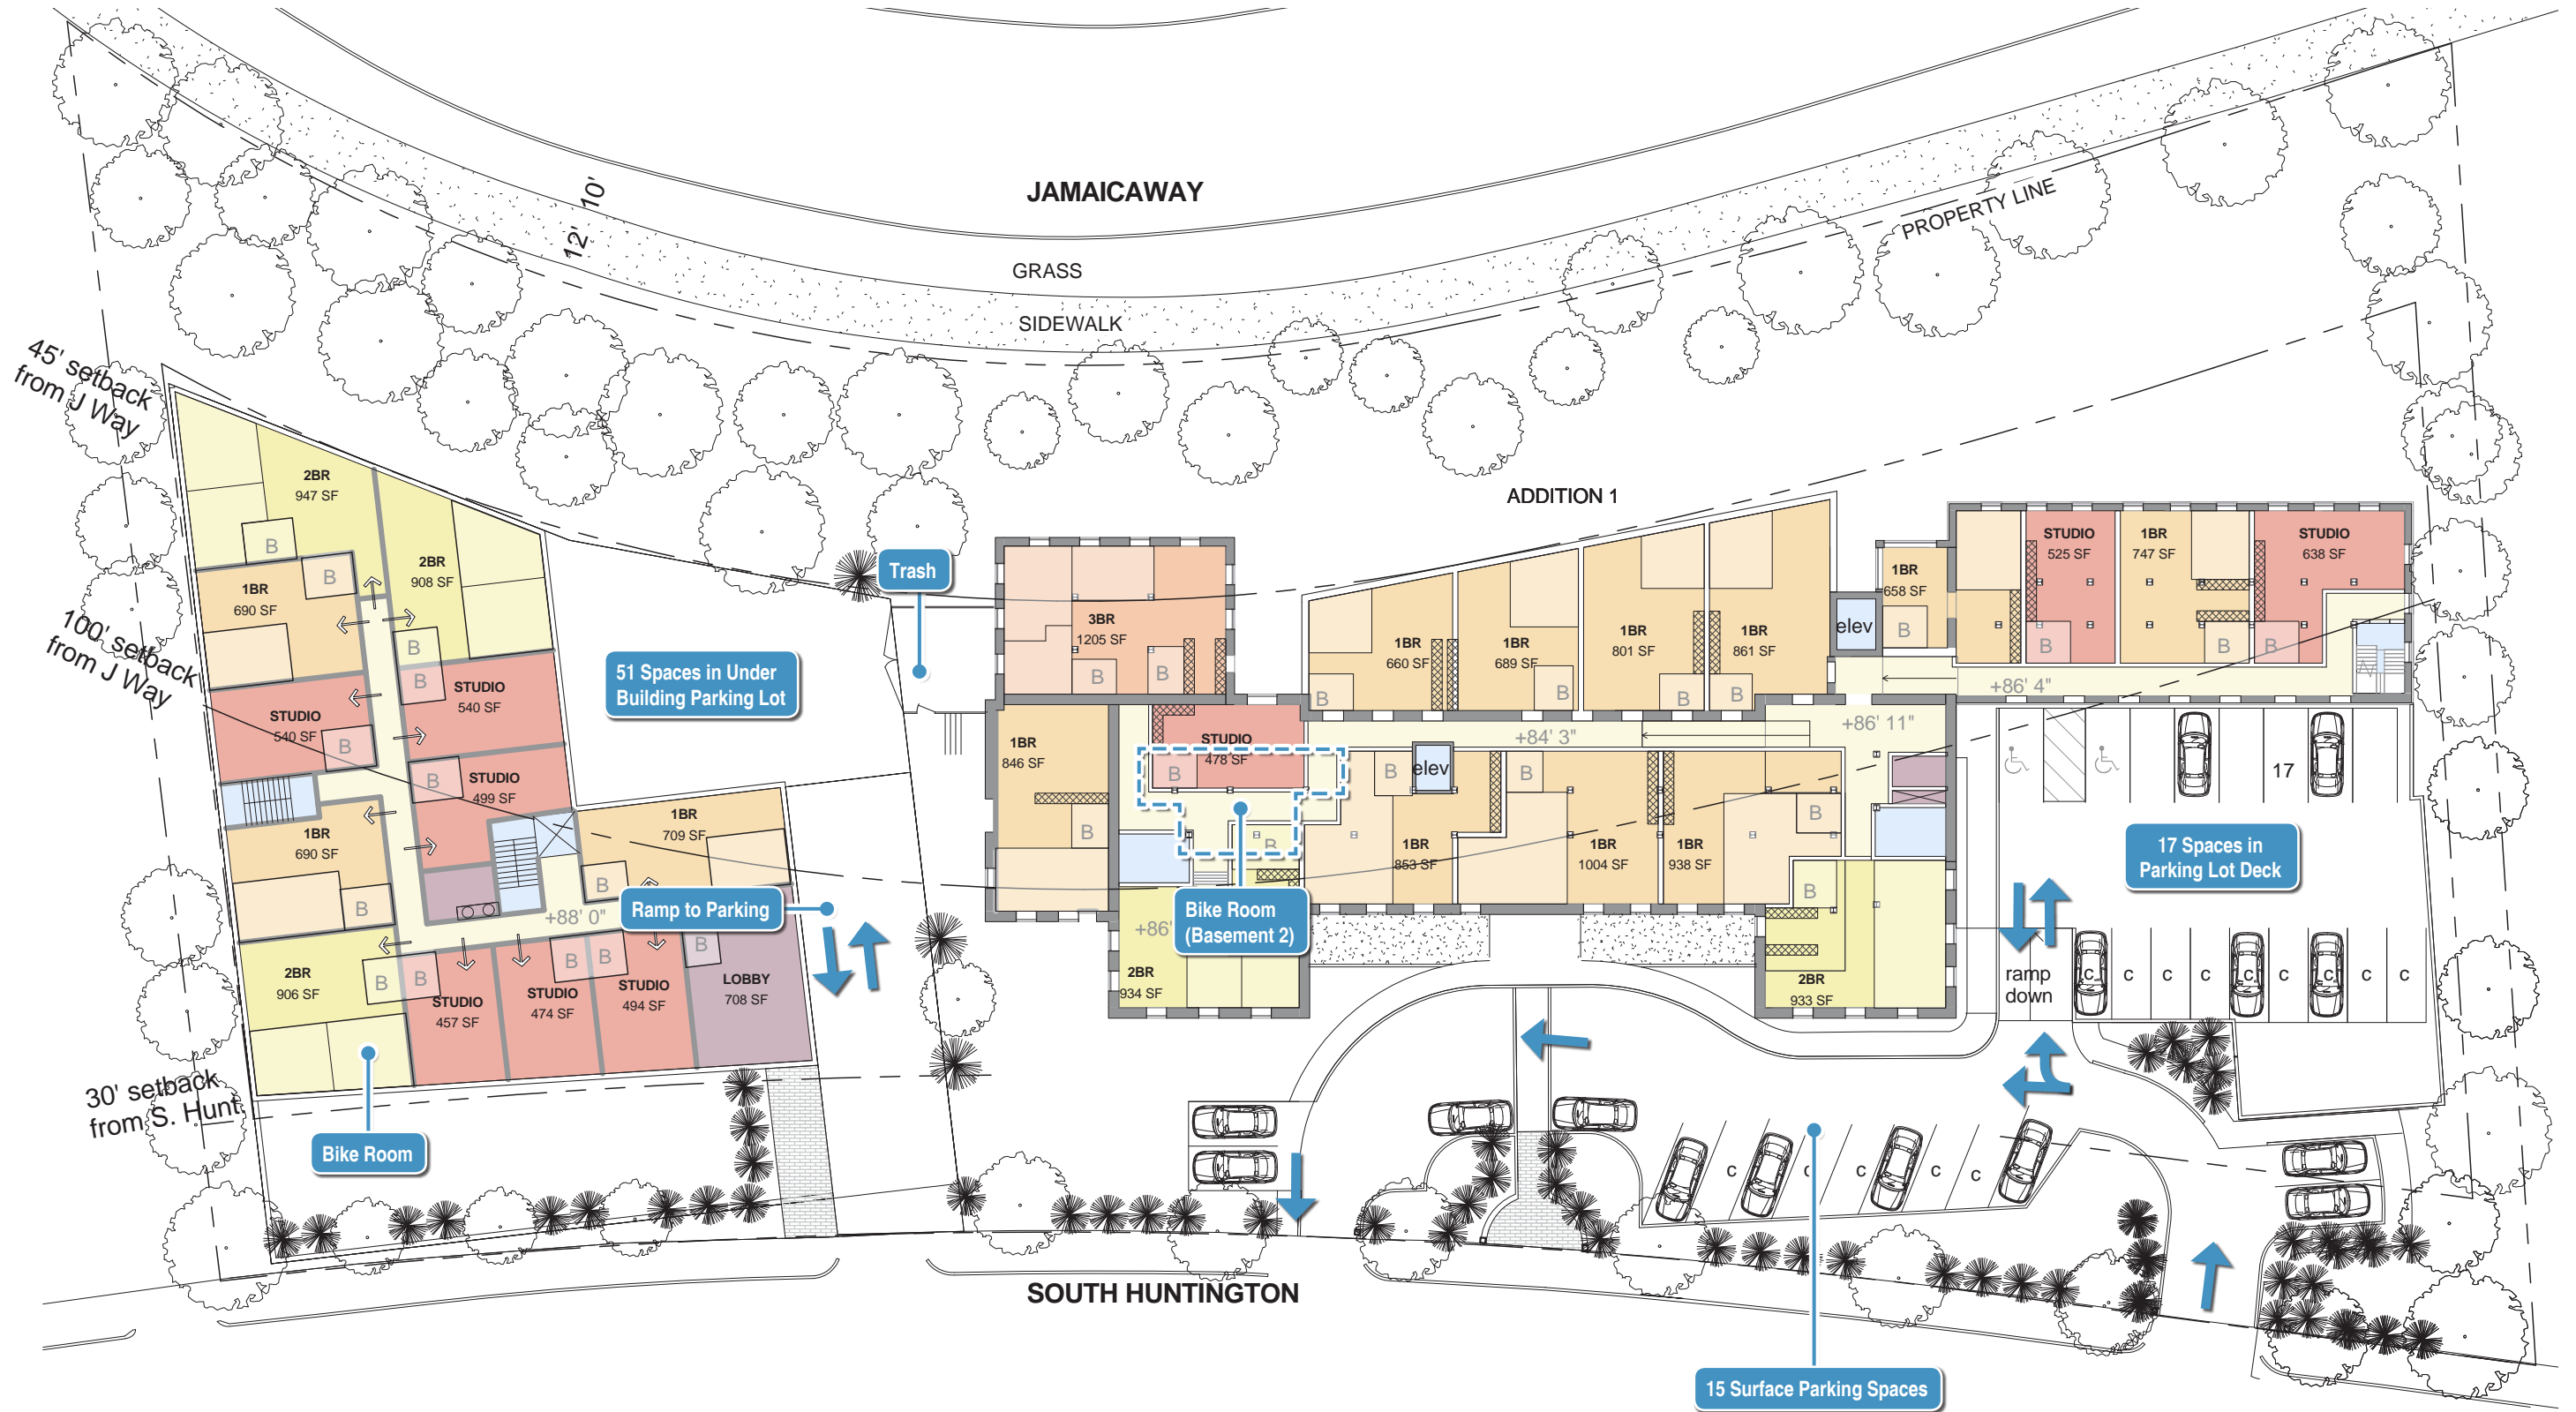 JAMAICAWAY
10'
12'
GRASS
SIDEWALK
PROPERTY LINE
45' setback
from J Way
100' setback
from J Way
30' setback
from S. Hunt.
2BR
947 SF
B
2BR
908 SF
B
1BR
690 SF
B
STUDIO
540 SF
B
STUDIO
540 SF
B
STUDIO
499 SF
B
1BR
690 SF
B
1BR
709 SF
B
+88' 0"
2BR
906 SF
B
STUDIO
457 SF
B
STUDIO
474 SF
B
STUDIO
494 SF
B
LOBBY
708 SF
B
Bike Room
51 Spaces in Under
Building Parking Lot
Ramp to Parking
Trash
ADDITION 1
3BR
1205 SF
B
B
1BR
846 SF
B
STUDIO
478 SF
B
B
+86'
2BR
934 SF
Bike Room
(Basement 2)
1BR
660 SF
B
1BR
689 SF
B
1BR
801 SF
B
1BR
861 SF
B
+84' 3"
+86' 11"
elev
B
1BR
853 SF
B
1BR
1004 SF
1BR
938 SF
B
2BR
933 SF
B
elev
1BR
658 SF
B
STUDIO
525 SF
B
1BR
747 SF
B
STUDIO
638 SF
B
+86' 4"
17
17 Spaces in
Parking Lot Deck
ramp
down
C
C
C
C
C
C
C
C
C
C
C
C
C
C
15 Surface Parking Spaces
SOUTH HUNTINGTON